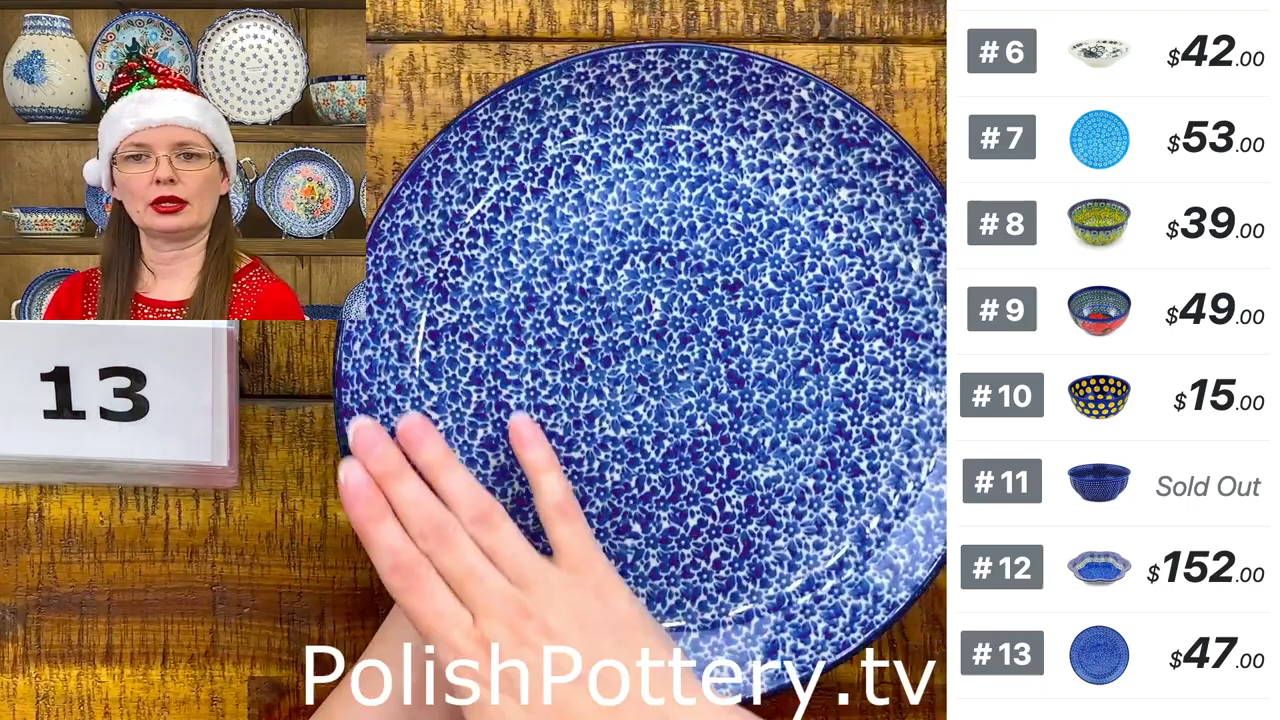 13
PolishPottery.tv
# 6 $42.00
# 7 $53.00
# 8 $39.00
# 9 $49.00
# 10 $15.00
# 11 Sold Out
# 12 $152.00
# 13 $47.00